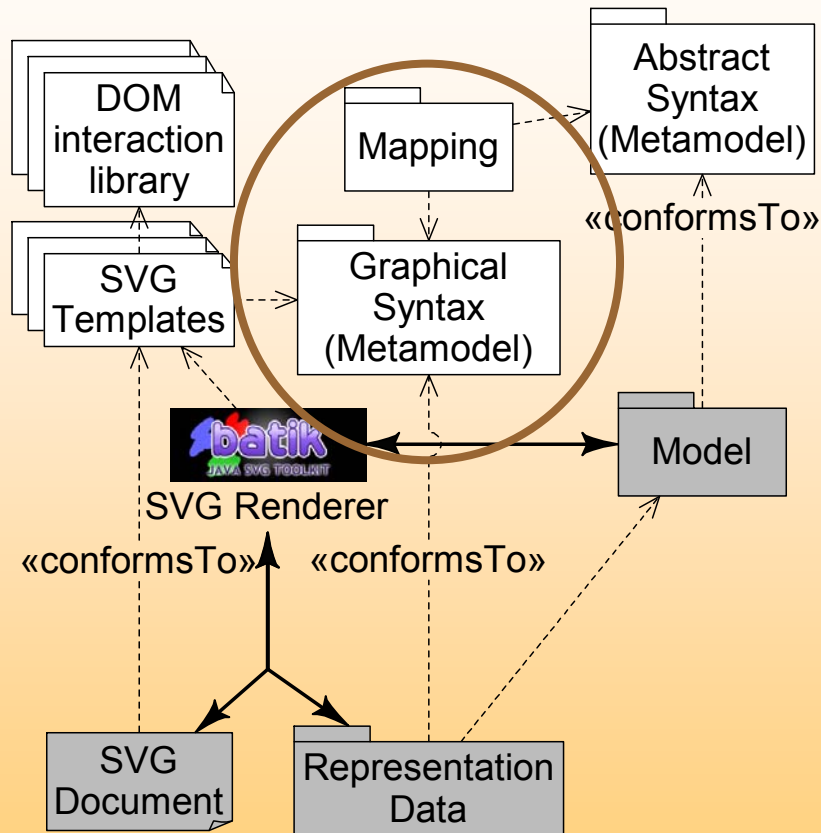 DOM
interaction
library
Mapping
Abstract
Syntax
(Metamodel)
«conformsTo»
SVG
Templates
Graphical
Syntax
(Metamodel)
batik
JAVA SVG TOOLKIT
SVG Renderer
Model
«conformsTo»
«conformsTo»
SVG
Document
Representation
Data